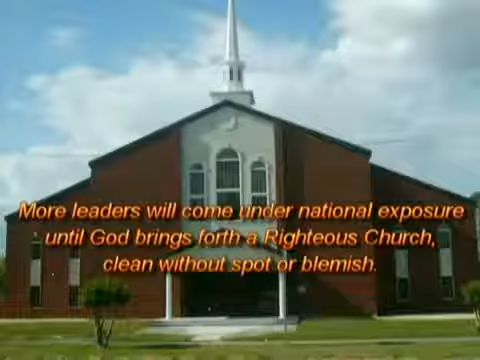 More leaders will come under national exposure
until God brings forth a Righteous Church,
clean without spot or blemish.